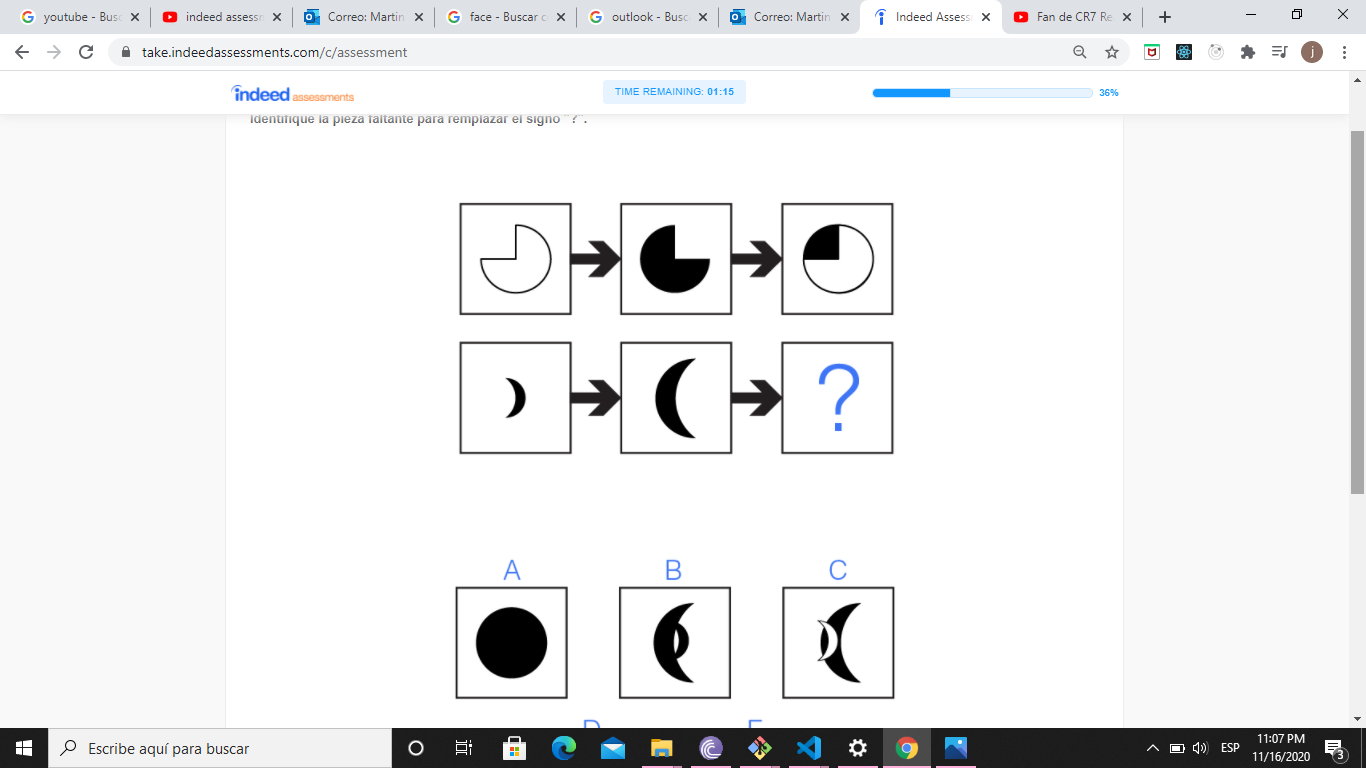 youtube - Busc
indeed assessm
Correo: Martin
face - Buscar c
outlook - Busc
Correo: Martin
Indeed Assess
Fan de CR7 Re
take.indeedassessments.com/c/assessment
j
indeed assessments
TIME REMAINING: 01:15
36%
Identifique la pieza faltante para remplazar el signo "?".
?
A
B
C
D
E
Escribe aquí para buscar
ESP
11:07 PM
11/16/2020
3